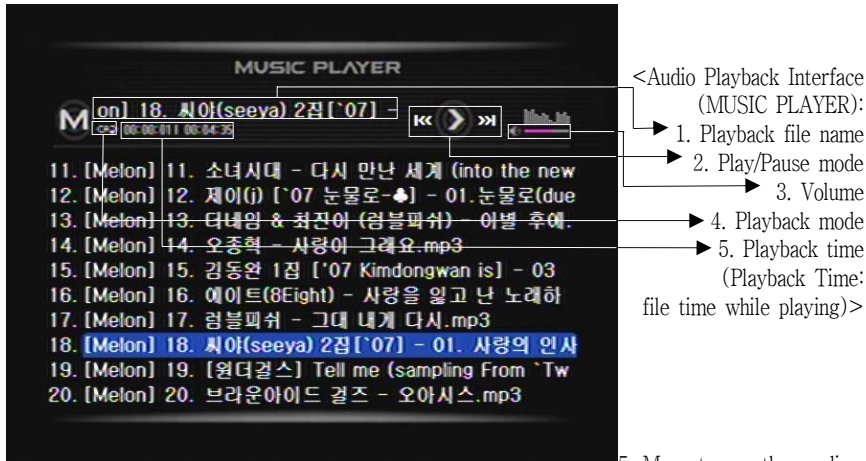 MUSIC PLAYER
M on] 18. 씨야(seeya) 2집[`07] -
00:00:01 | 00:04:35
11. [Melon] 11. 소녀시대 - 다시 만난 세계 (into the new
12. [Melon] 12. 제이(j) [`07 눈물로-♣] - 01.눈물로(due
13. [Melon] 13. 더네임 & 최진이 (럼블피쉬) - 이별 후에.
14. [Melon] 14. 오종혁 - 사랑이 그래요.mp3
15. [Melon] 15. 김동완 1집 ['07 Kimdongwan is] - 03
16. [Melon] 16. 에이트(8Eight) - 사랑을 잃고 난 노래하
17. [Melon] 17. 럼블피쉬 - 그대 내게 다시.mp3
18. [Melon] 18. 씨야(seeya) 2집[`07] - 01. 사랑의 인사
19. [Melon] 19. [원더걸스] Tell me (sampling From `Tw
20. [Melon] 20. 브라운아이드 걸즈 - 오아시스.mp3
<Audio Playback Interface
(MUSIC PLAYER):
1. Playback file name
2. Play/Pause mode
3. Volume
4. Playback mode
5. Playback time
(Playback Time:
file time while playing)>